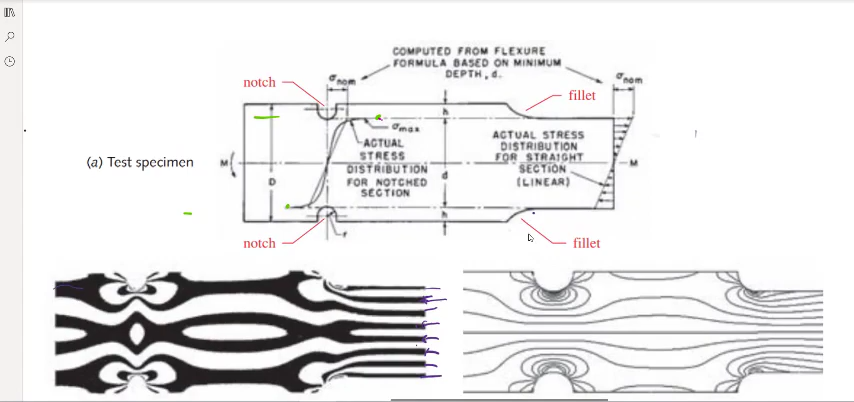 COMPUTED FROM FLEXURE
FORMULA BASED ON MINIMUM
DEPTH, d.
σnom
σnom
notch
fillet
h
σmax
ACTUAL
STRESS
DISTRIBUTION
FOR NOTCHED
SECTION
ACTUAL STRESS
DISTRIBUTION
FOR STRAIGHT
SECTION
(LINEAR)
(a) Test specimen
M
M
D
d
h
r
notch
fillet